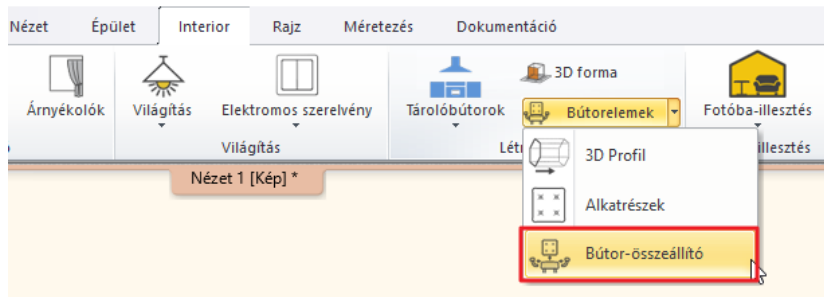 Nézet Épület Interior Rajz Méretezés Dokumentáció
3D forma
Árnyékolók Világítás Elektromos szerelvény Tárolóbútorok Bútorelemek Fotóba-illesztés
Világítás
Nézet 1 [Kép] *
3D Profil
Alkatrészek
Bútor-összeállító